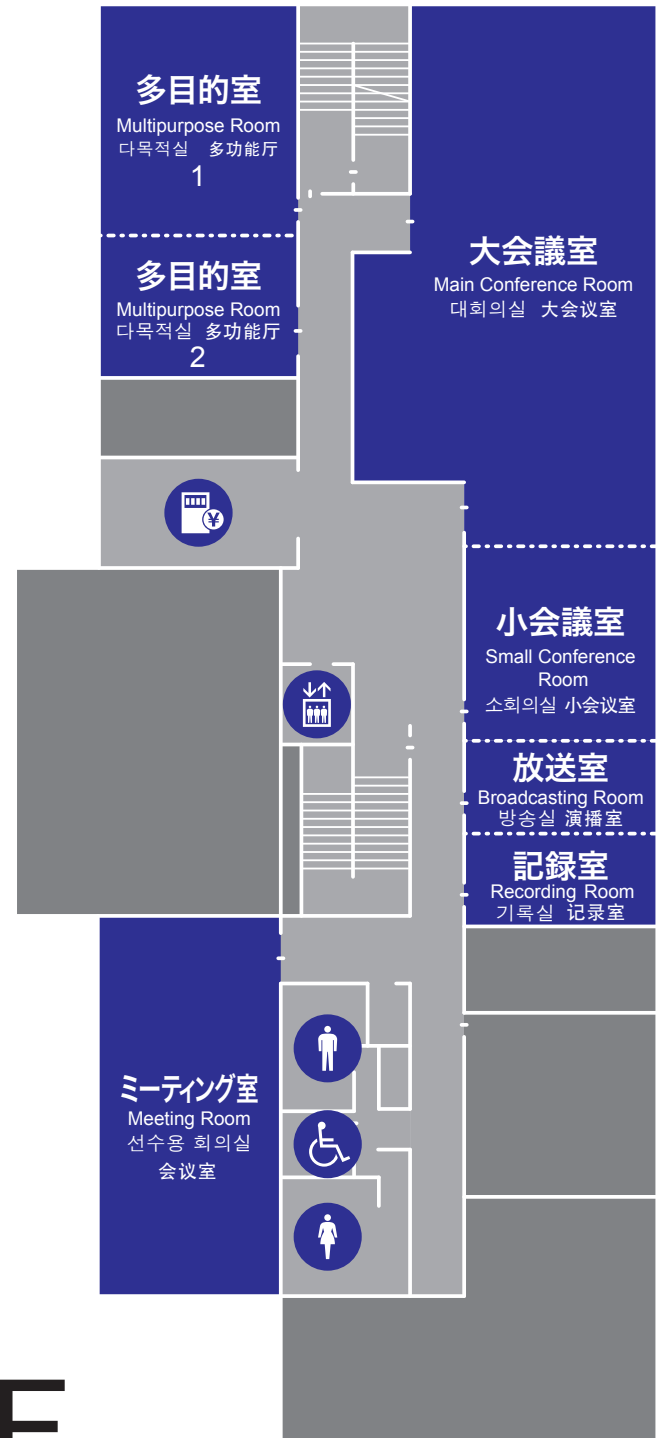 多目的室
Multipurpose Room
다목적실 多功能厅
1
多目的室
Multipurpose Room
다목적실 多功能厅
2
大会議室
Main Conference Room
대회의실 大会议室
¥
小会議室
Small Conference
Room
소회의실 小会议室
放送室
Broadcasting Room
방송실 演播室
記録室
Recording Room
기록실 记录室
ミーティング室
Meeting Room
선수용 회의실
会议室
F